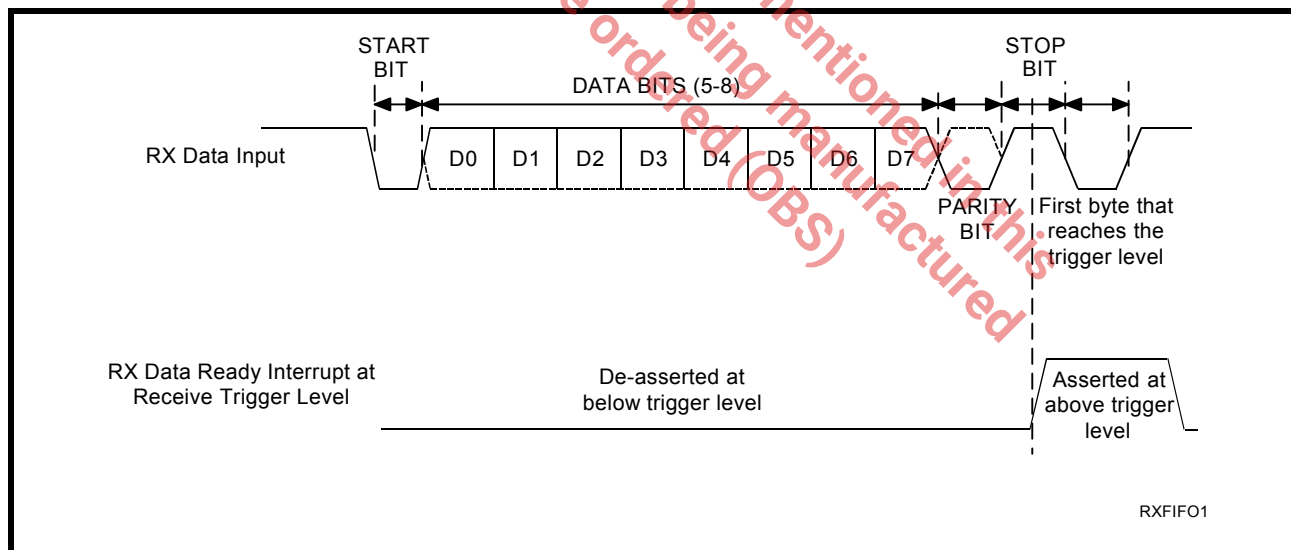 START
BIT
STOP
BIT
DATA BITS (5-8)
RX Data Input
D0 D1 D2 D3 D4 D5 D6 D7
PARITY
BIT
First byte that
reaches the
trigger level
RX Data Ready Interrupt at
Receive Trigger Level
De-asserted at
below trigger level
Asserted at
above trigger
level
RXFIFO1
mentioned in this
being manufactured
ordered (OBS)